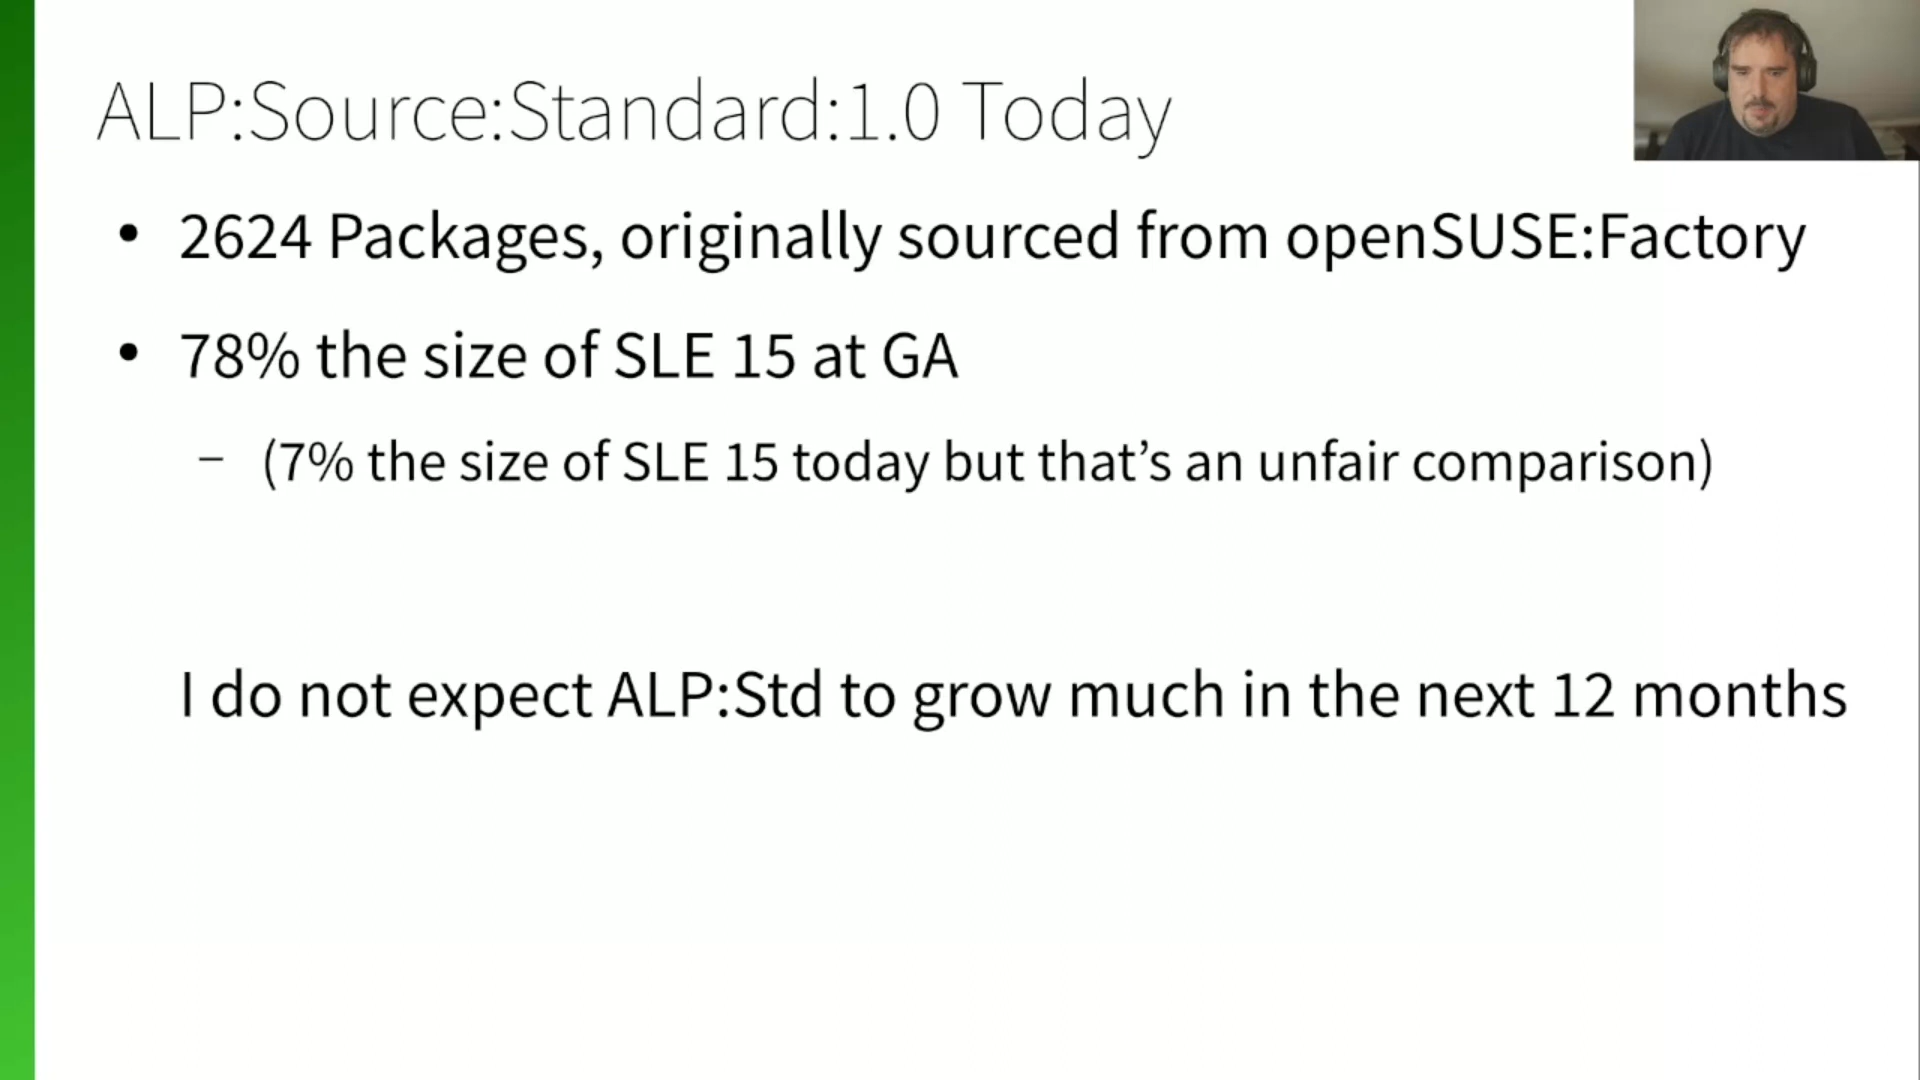 ALP:Source:Standard:1.0 Today
• 2624 Packages, originally sourced from openSUSE:Factory
• 78% the size of SLE 15 at GA
– (7% the size of SLE 15 today but that’s an unfair comparison)
I do not expect ALP:Std to grow much in the next 12 months